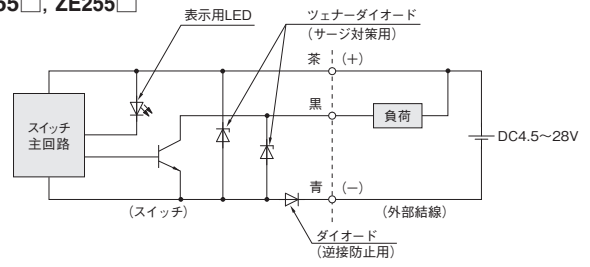 55□, ZE255□
表示用LED
ツェナーダイオード
（サージ対策用）
茶 （+）
黒
負荷
スイッチ
主回路
DC4.5～28V
青 （−）
（スイッチ）
（外部結線）
ダイオード
（逆接防止用）